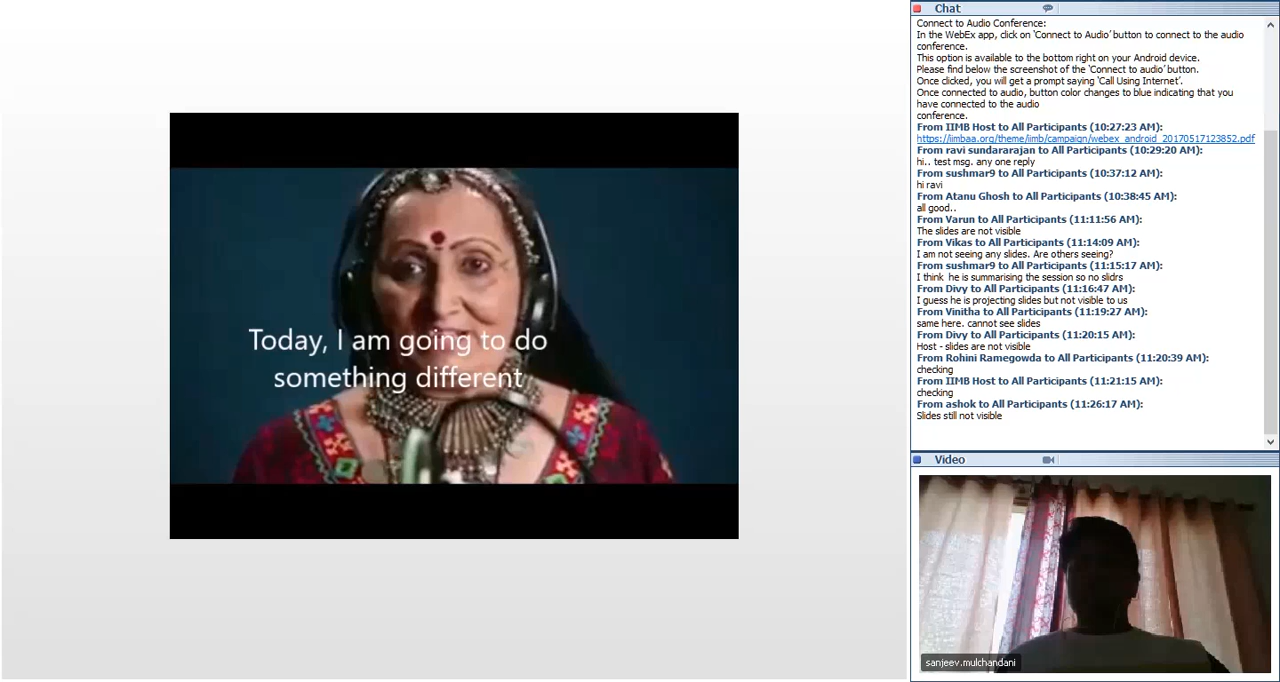 Today, I am going to do
something different
Chat
Connect to Audio Conference:
In the WebEx app, click on 'Connect to Audio' button to connect to the audio
conference.
This option is available to the bottom right on your Android device.
Please find below the screenshot of the 'Connect to audio' button.
Once clicked, you will get a prompt saying 'Call Using Internet'.
Once connected to audio, button color changes to blue indicating that you
have connected to the audio
conference.
From IIMB Host to All Participants (10:27:23 AM):
https://iimbaa.org/theme/iimb/campaign/webex_android_20170517123852.pdf
From ravi sundararajan to All Participants (10:29:20 AM):
hi.. test msg. any one reply
From sushmar9 to All Participants (10:37:12 AM):
hi ravi
From Atanu Ghosh to All Participants (10:38:45 AM):
all good..
From Varun to All Participants (11:11:56 AM):
The slides are not visible
From Vikas to All Participants (11:14:09 AM):
I am not seeing any slides. Are others seeing?
From sushmar9 to All Participants (11:15:17 AM):
I think he is summarising the session so no slidrs
From Divy to All Participants (11:16:47 AM):
I guess he is projecting slides but not visible to us
From Vinitha to All Participants (11:19:27 AM):
same here. cannot see slides
From Divy to All Participants (11:20:15 AM):
Host - slides are not visible
From Rohini Ramegowda to All Participants (11:20:39 AM):
checking
From IIMB Host to All Participants (11:21:15 AM):
checking
From ashok to All Participants (11:26:17 AM):
Slides still not visible
Video
sanjeev.mulchandani